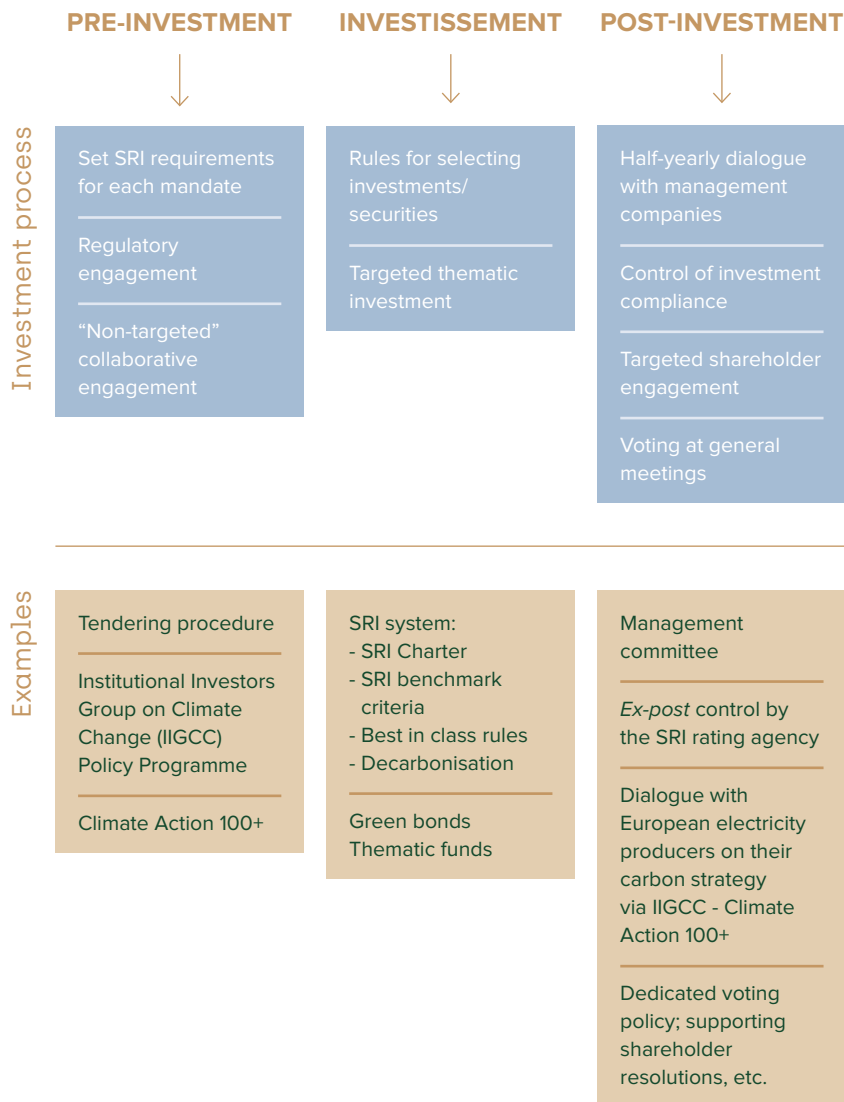 PRE-INVESTMENT
INVESTISSEMENT
POST-INVESTMENT
Investment process
Set SRI requirements
for each mandate
Regulatory
engagement
“Non-targeted”
collaborative
engagement
Rules for selecting
investments/
securities
Targeted thematic
investment
Half-yearly dialogue
with management
companies
Control of investment
compliance
Targeted shareholder
engagement
Voting at general
meetings
Examples
Tendering procedure
Institutional Investors
Group on Climate
Change (IIGCC)
Policy Programme
Climate Action 100+
SRI system:
- SRI Charter
- SRI benchmark
criteria
- Best in class rules
- Decarbonisation
Green bonds
Thematic funds
Management
committee
Ex-post control by
the SRI rating agency
Dialogue with
European electricity
producers on their
carbon strategy
via IIGCC - Climate
Action 100+
Dedicated voting
policy; supporting
shareholder
resolutions, etc.